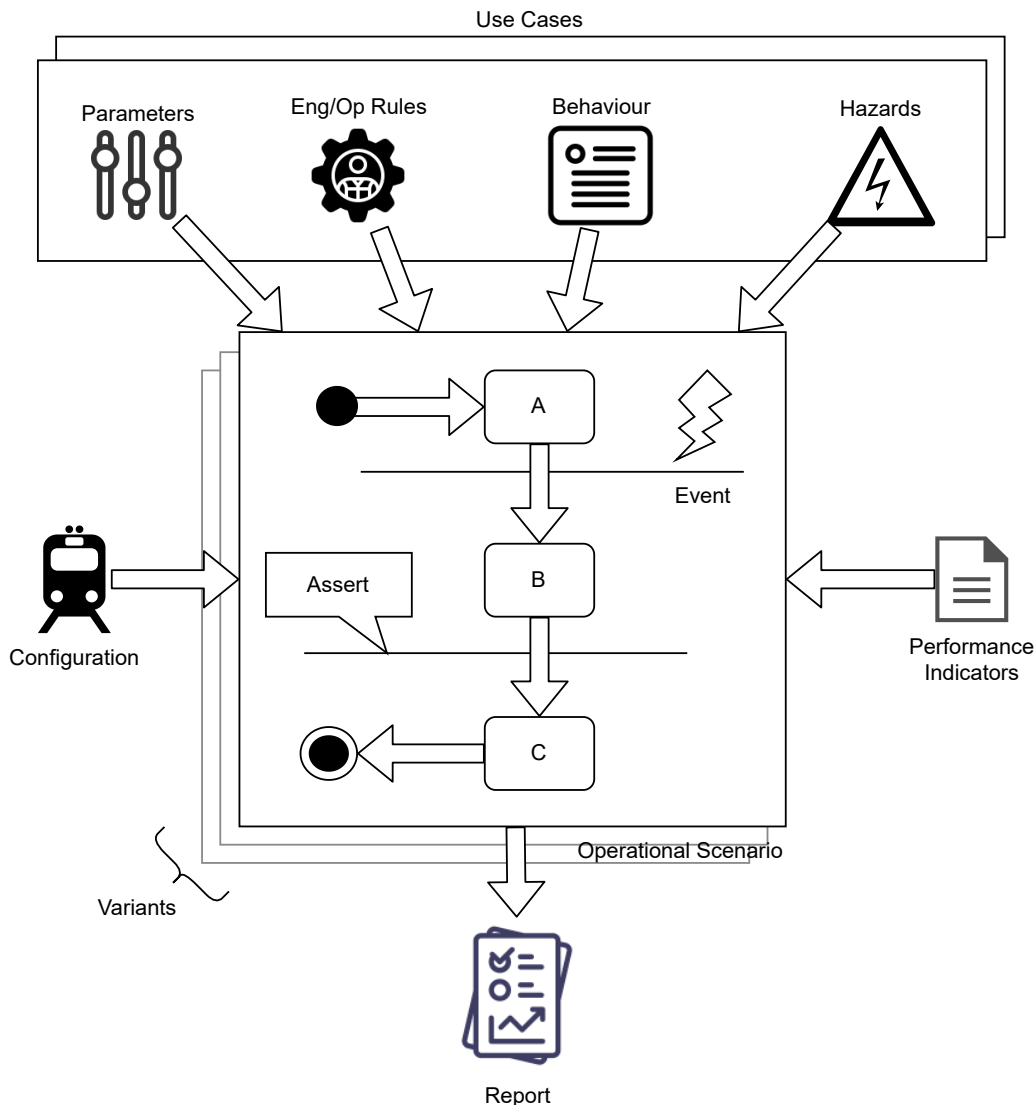 Use Cases
Parameters
Eng/Op Rules
Behaviour
Hazards
A
Event
B
Assert
Configuration
Performance
Indicators
C
Operational Scenario
Variants
Report